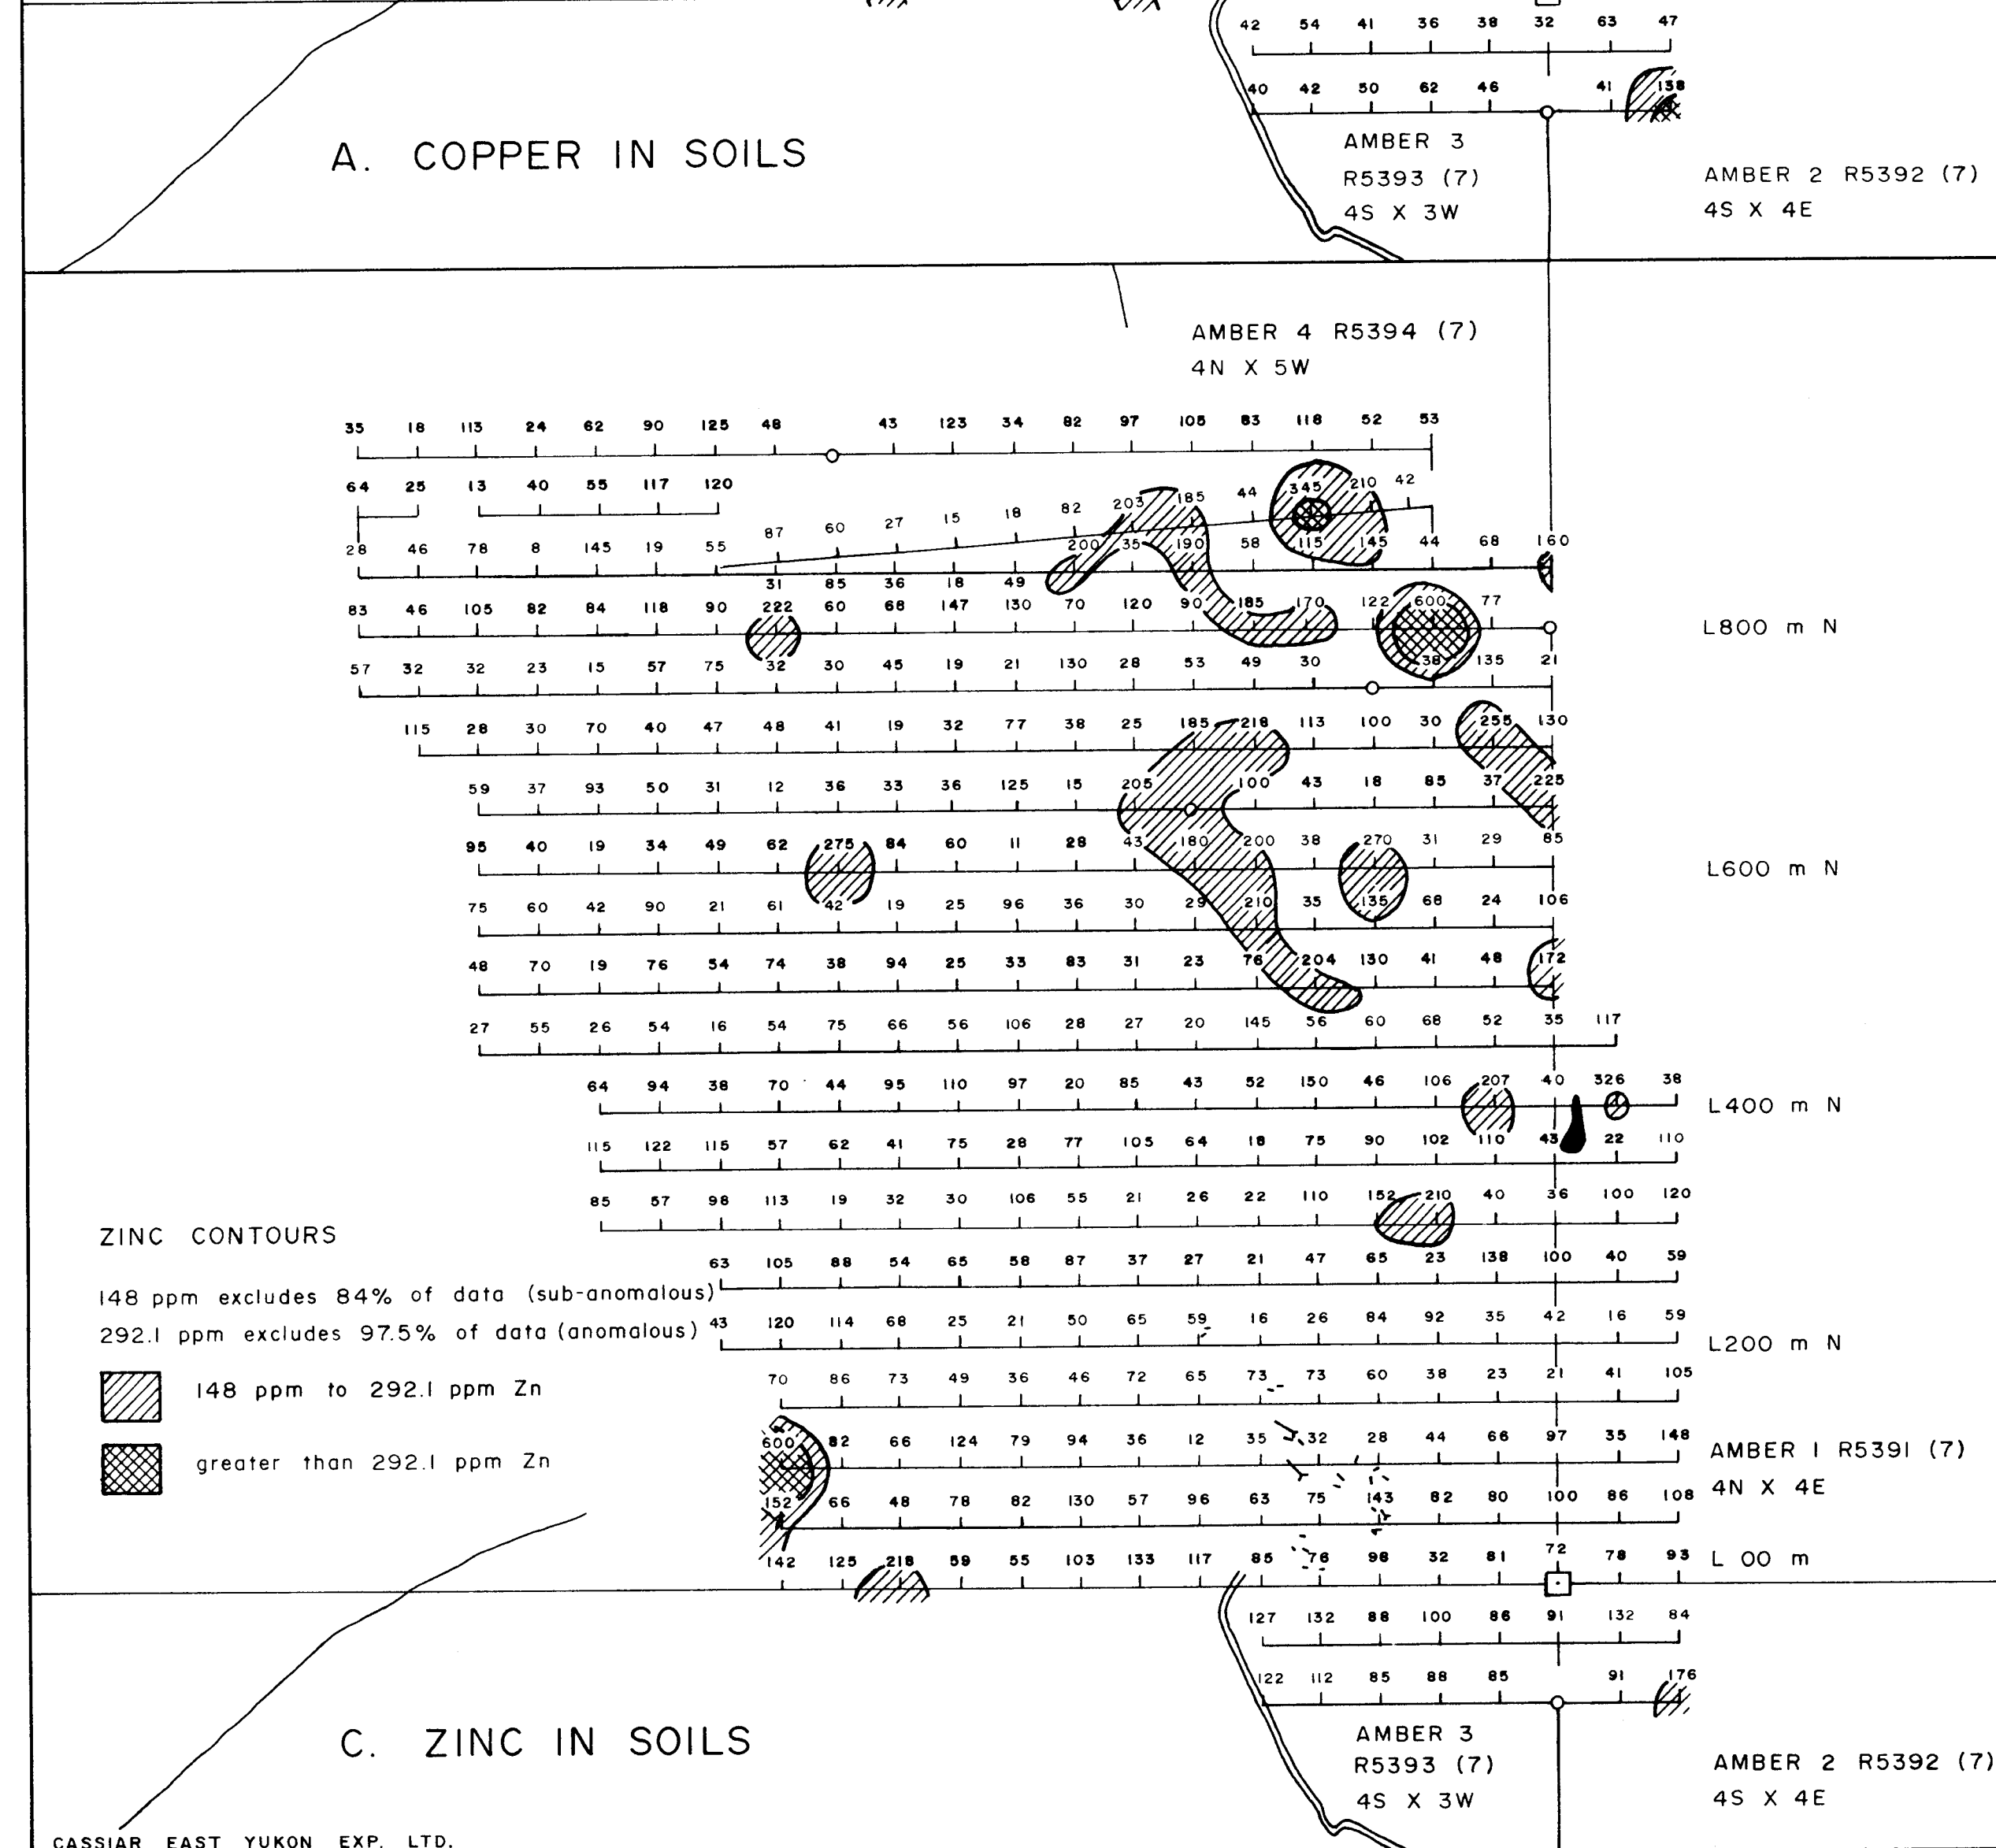 42 54 41 36 38 32 63 47
40 42 50 62 46 41 138
A. COPPER IN SOILS
AMBER 3
R5393 (7)
4S X 3W
AMBER 2 R5392 (7)
4S X 4E
AMBER 4 R5394 (7)
4N X 5W
35 18 113 24 62 90 125 48 43 123 34 82 97 105 83 118 52 53
64 25 13 40 55 117 120
87 60 27 15 18 82 203 185 44 345 210 42
28 46 78 8 145 19 55 200 35 190 58 115 145 44 68 160
31 85 36 18 49
83 46 105 82 84 118 90 222 60 68 147 130 70 120 90 185 170 122 600 77
L800 m N
57 32 32 23 15 57 75 32 30 45 19 21 130 28 53 49 30 38 135 21
115 28 30 70 40 47 48 41 19 32 77 38 25 185 218 113 100 30 255 130
59 37 93 50 31 12 36 33 36 125 15 205 100 43 18 85 37 225
95 40 19 34 49 62 275 84 60 11 28 43 180 200 38 270 31 29 85
L600 m N
75 60 42 90 21 61 42 19 25 96 36 30 29 210 35 135 68 24 106
48 70 19 76 54 74 38 94 25 33 83 31 23 76 204 130 41 48 172
27 55 26 54 16 54 75 66 56 106 28 27 20 145 56 60 68 52 35 117
64 94 38 70 44 95 110 97 20 85 43 52 150 46 106 207 40 326 38
L400 m N
115 122 115 57 62 41 75 28 77 105 64 18 75 90 102 110 43 22 110
85 57 98 113 19 32 30 106 55 21 26 22 110 152 210 40 36 100 120
ZINC CONTOURS
63 105 88 54 65 58 87 37 27 21 47 65 23 138 100 40 59
148 ppm excludes 84% of data (sub-anomalous)
43 120 114 68 25 21 50 65 59 16 26 84 92 35 42 16 59
292.1 ppm excludes 97.5% of data (anomalous)
L200 m N
70 86 73 49 36 46 72 65 73 73 60 38 23 21 41 105
148 ppm to 292.1 ppm Zn
600 82 66 124 79 94 36 12 35 32 28 44 66 97 35 148
greater than 292.1 ppm Zn
AMBER 1 R5391 (7)
4N X 4E
152 66 48 78 82 130 57 96 63 75 143 82 80 100 86 108
142 125 218 59 55 103 133 117 85 76 98 32 81 72 78 93
L 00 m
127 132 88 100 86 91 132 84
122 112 85 88 85 91 176
C. ZINC IN SOILS
AMBER 3
R5393 (7)
4S X 3W
AMBER 2 R5392 (7)
4S X 4E
CASSIAR EAST YUKON EXP. LTD.